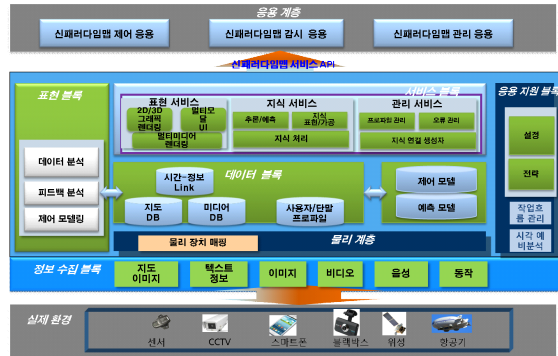 응용 계층
신패러다임맵 제어 응용
신패러다임맵 감시 응용
신패러다임맵 관리 응용
신패러다임맵 서비스 API
표현 블록
데이터 분석
피드백 분석
제어 모델링
서비스 블록
표현 서비스
2D/3D
그래픽
렌더링
멀티모
달
UI
멀티미디어
렌더링
지식 서비스
추론/예측
지식
표현/가공
지식 처리
관리 서비스
프로파일 관리
오류 관리
지식 연결 생성자
응용 지원 블록
설경
전략
작업흐
름 관리
시각 예
비분석
데이터 블록
시간-정보
Link
지도
DB
미디어
DB
사용자/단말
프로파일
제어 모델
예측 모델
물리 장치 매핑
물리 계층
정보 수집 블록
지도
이미지
텍스트
정보
이미지
비디오
음성
동작
실제 환경
센서
CCTV
스마트폰
블랙박스
위성
항공기